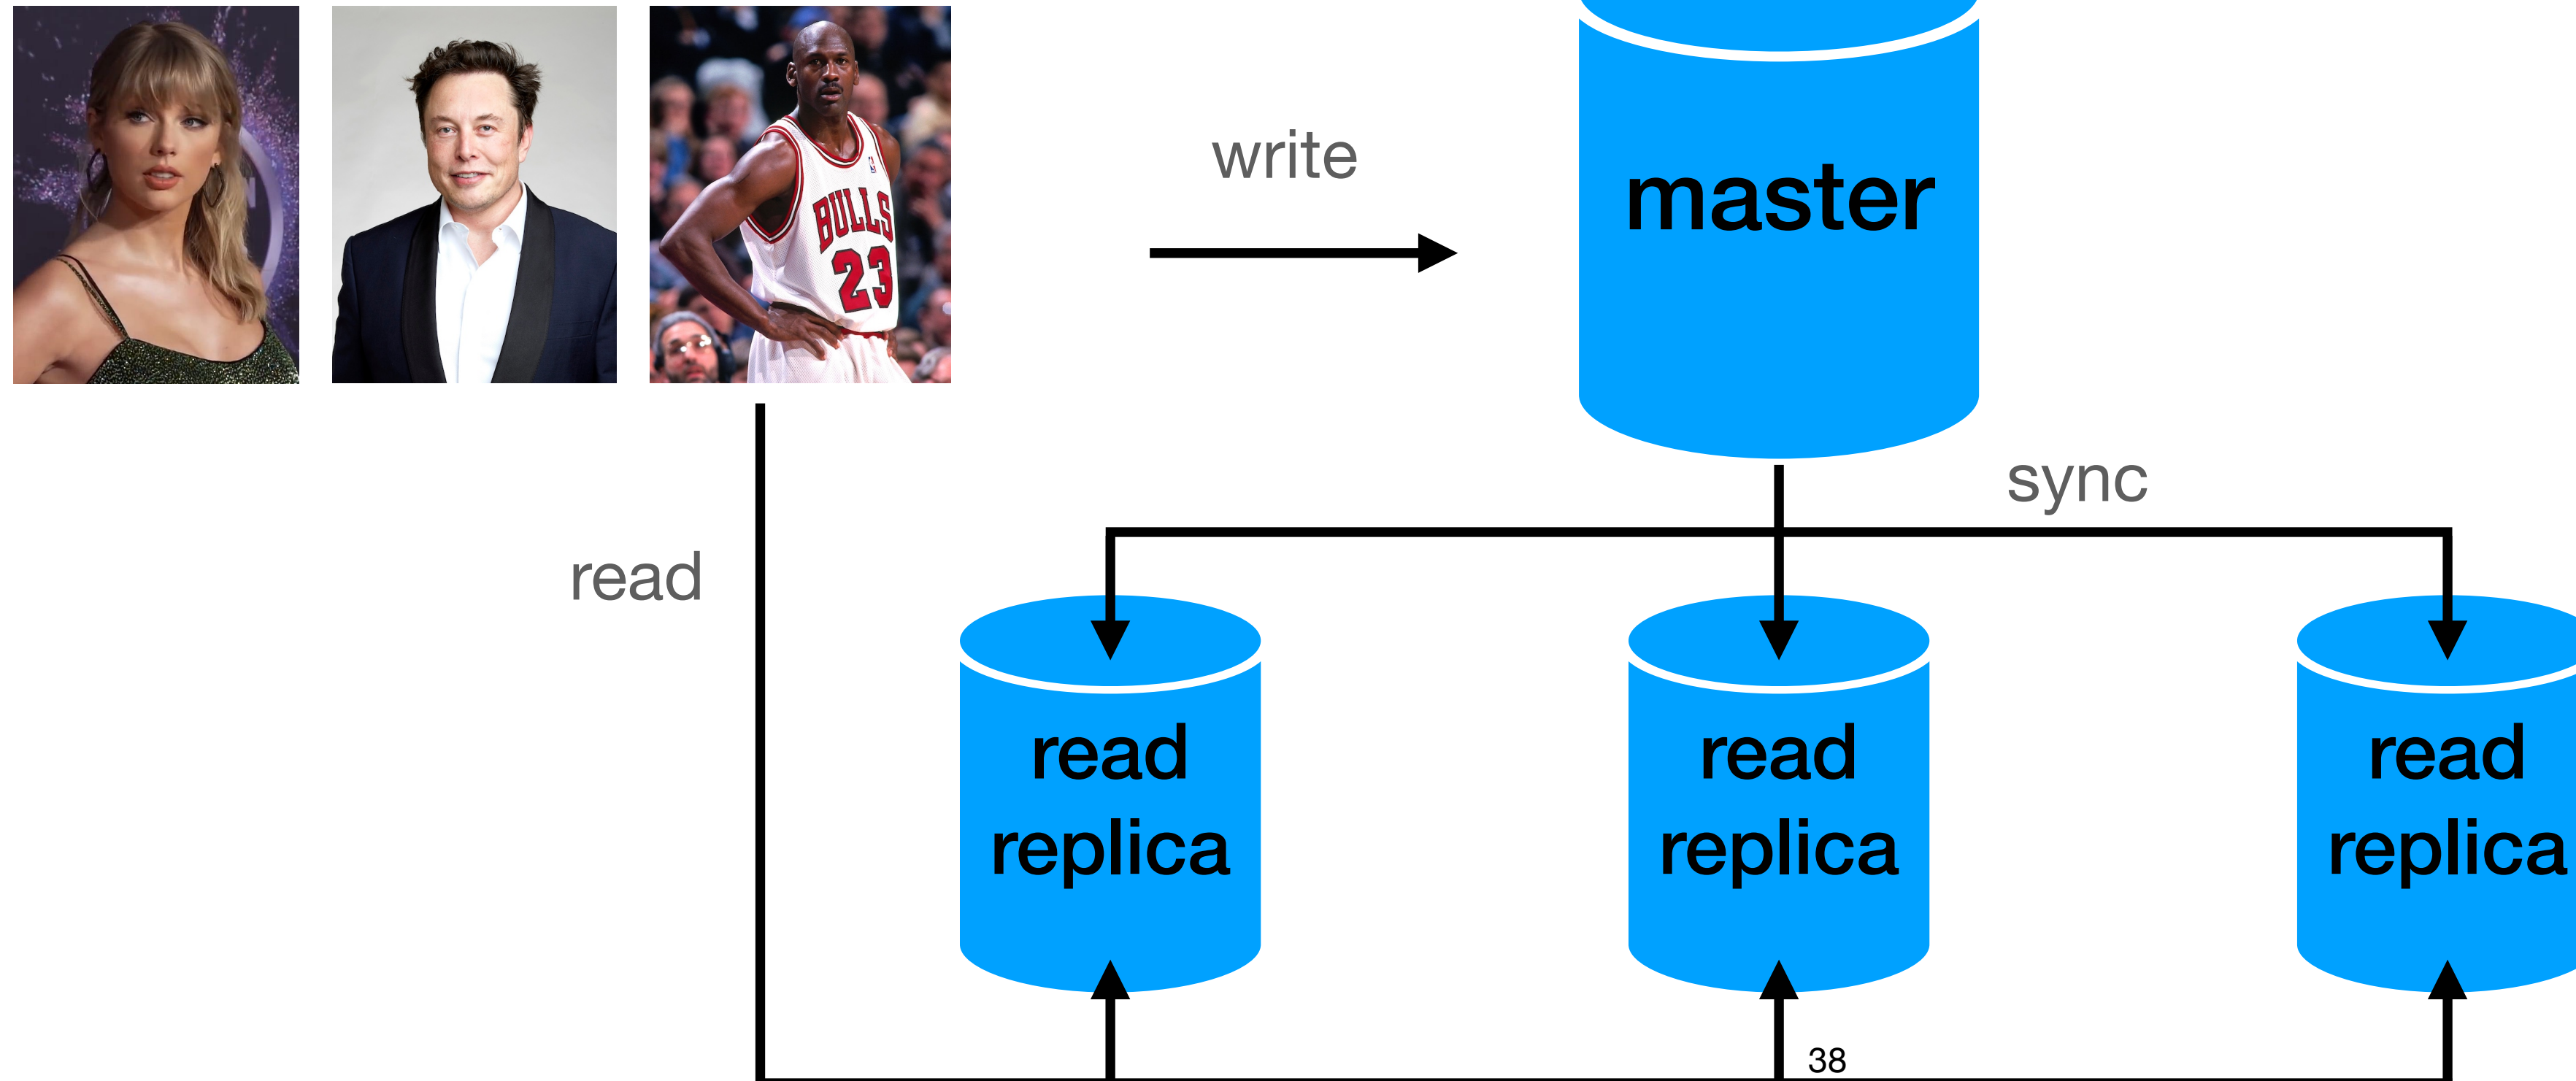 BULLS
23
write
master
sync
read
read
replica
read
replica
read
replica
38